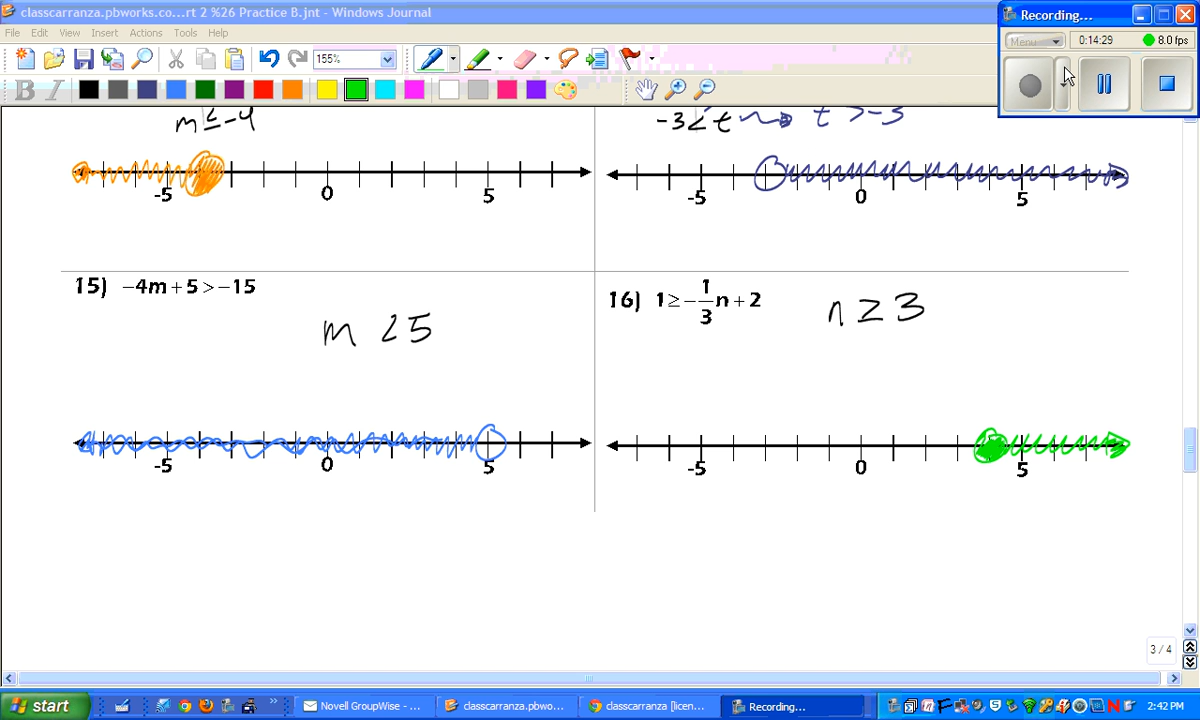 classcarranza.pbworks.co...rt 2 %26 Practice B.jnt - Windows Journal
File Edit View Insert Actions Tools Help
155%
B I
Recording...
Menu
0:14:29
8.0 fps
m ≤ -4
-3 < t → t > -3
-5 0 5
-5 0 5
15) -4m + 5 > -15
m < 5
16) 1 ≥ -1/3 n + 2
n ≥ 3
-5 0 5
-5 0 5
3 / 4
start
Novell GroupWise - ...
classcarranza.pbwo...
classcarranza [licen...
Recording...
2:42 PM